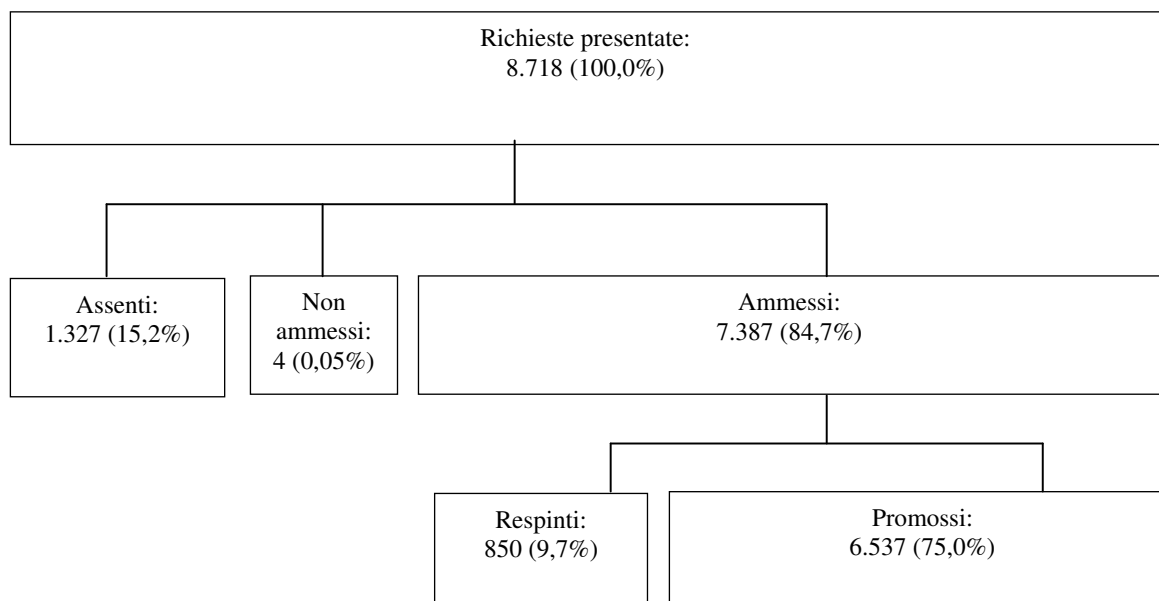 Richieste presentate:
8.718 (100,0%)
Assenti:
1.327 (15,2%)
Non
ammessi:
4 (0,05%)
Ammessi:
7.387 (84,7%)
Respinti:
850 (9,7%)
Promossi:
6.537 (75,0%)